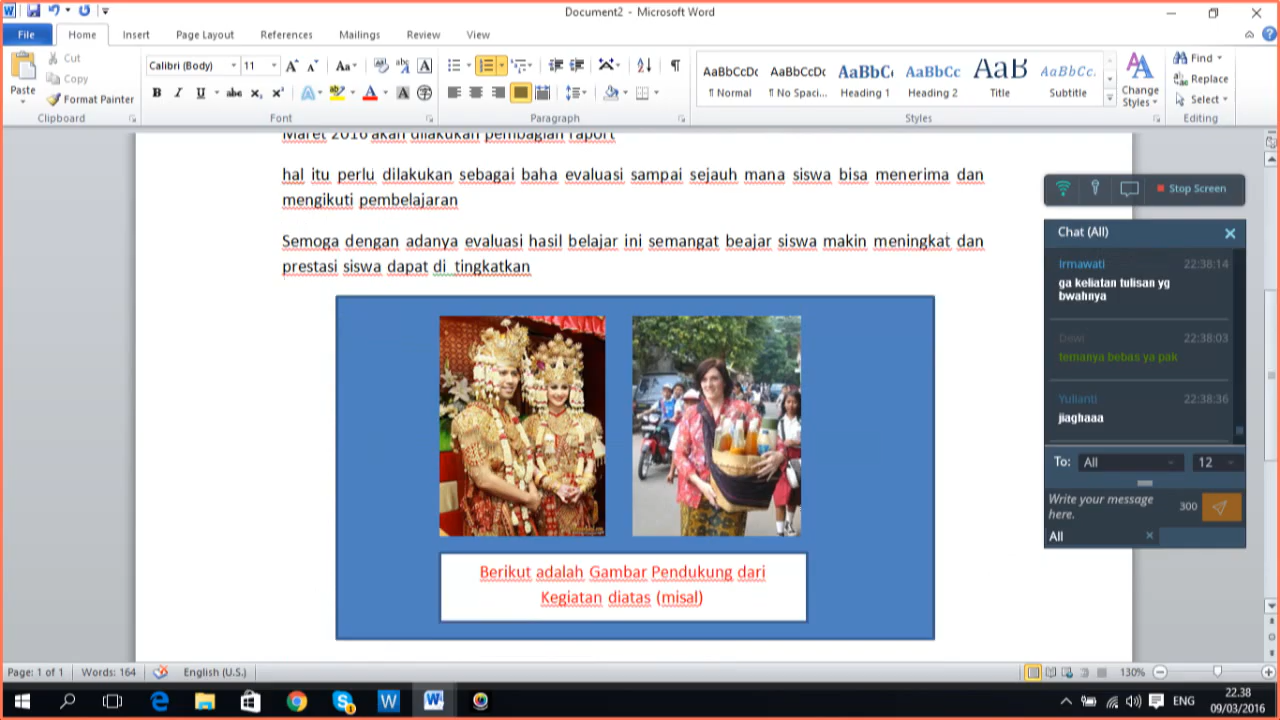 Document2 - Microsoft Word
File Home Insert Page Layout References Mailings Review View
Cut
Copy
Format Painter
Paste
Clipboard
Calibri (Body) 11
Font
Paragraph
AaBbCcDc AaBbCcDc AaBbCc AaBbCc AaB AaBbCc.
¶ Normal ¶ No Spaci... Heading 1 Heading 2 Title Subtitle
Change Styles
Styles
Find
Replace
Select
Editing
Maret 2016 akan dilakukan pembagian raport
hal itu perlu dilakukan sebagai baha evaluasi sampai sejauh mana siswa bisa menerima dan
mengikuti pembelajaran
Semoga dengan adanya evaluasi hasil belajar ini semangat beajar siswa makin meningkat dan
prestasi siswa dapat di tingkatkan
Berikut adalah Gambar Pendukung dari
Kegiatan diatas (misal)
Stop Screen
Chat (All)
Irmawati 22:38:14
ga keliatan tulisan yg
bwahnya
Dewi 22:38:03
temanya bebas ya pak
Yulianti 22:38:36
jiaghaaa
To: All 12
Write your message
here. 300
All
Page: 1 of 1 Words: 164 English (U.S.) 130%
ENG
22.38
09/03/2016